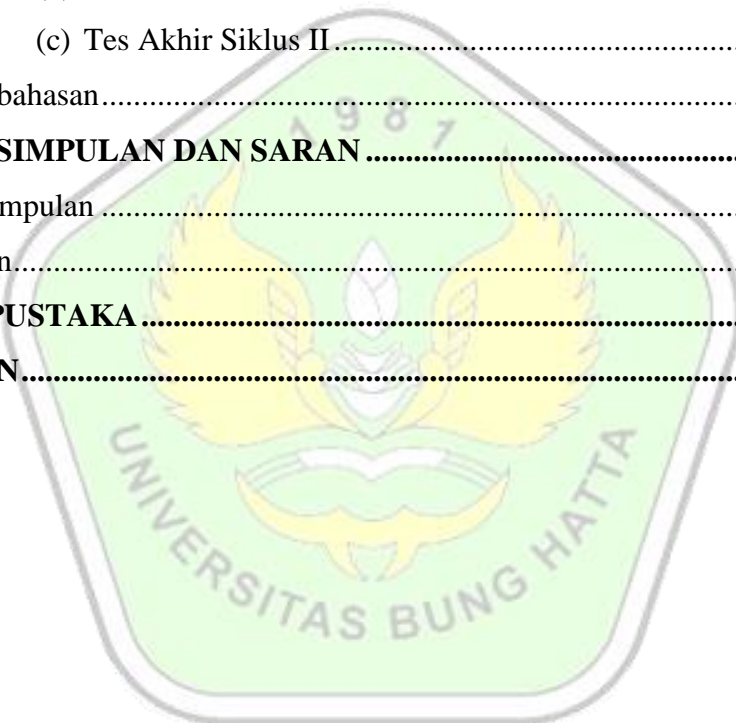 (c) Tes Akhir Siklus II........................................
bahasan........................................
SIMPULAN DAN SARAN........................................
mpulan........................................
n........................................
PUSTAKA........................................
N........................................
1981
UNIVERSITAS BUNG HATTA